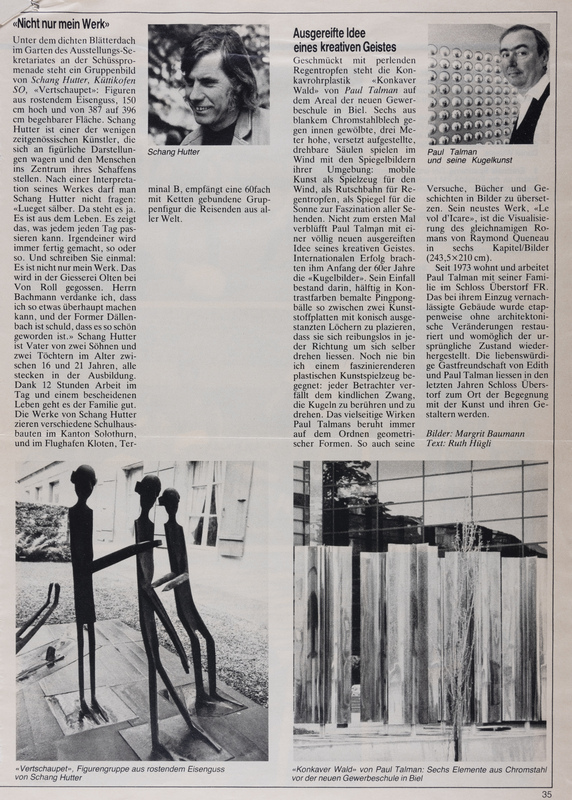 «Nicht nur mein Werk»
Unter dem dichten Blätterdach
im Garten des Ausstellungs-Se-
kretariates an der Schüsspro-
menade steht ein Gruppenbild
von Schang Hutter, Küttikofen
SO, «Vertschaupet»: Figuren
aus rostendem Eisenguss, 150
cm hoch und von 387 auf 396
cm begehbarer Fläche. Schang
Hutter ist einer der wenigen
zeitgenössischen Künstler, die
sich an figürliche Darstellun-
gen wagen und den Menschen
ins Zentrum ihres Schaffens
stellen. Nach einer Interpreta-
tion seines Werkes darf man
Schang Hutter nicht fragen:
«Lueget sälber. Da steht es ja.
Es ist aus dem Leben. Es zeigt
das, was jedem jeden Tag pas-
sieren kann. Irgendeiner wird
immer fertig gemacht, so oder
so. Und schreiben Sie einmal:
Es ist nicht nur mein Werk. Das
wird in der Giesserei Olten bei
Von Roll gegossen. Herrn
Bachmann verdanke ich, dass
ich so etwas überhaupt machen
kann, und der Former Dällen-
bach ist schuld, dass es so schön
geworden ist.» Schang Hutter
ist Vater von zwei Söhnen und
zwei Töchtern im Alter zwi-
schen 16 und 21 Jahren, alle
stecken in der Ausbildung.
Dank 12 Stunden Arbeit im
Tag und einem bescheidenen
Leben geht es der Familie gut.
Die Werke von Schang Hutter
zieren verschiedene Schulhaus-
bauten im Kanton Solothurn,
und im Flughafen Kloten, Ter-
Schang Hutter
minal B, empfängt eine 60fach
mit Ketten gebundene Grup-
penfigur die Reisenden aus al-
ler Welt.
Ausgereifte Idee
eines kreativen Geistes
Geschmückt mit perlenden
Regentropfen steht die Kon-
kavrohrplastik «Konkaver
Wald» von Paul Talman auf
dem Areal der neuen Gewer-
beschule in Biel. Sechs aus
blankem Chromstahlblech ge-
gen innen gewölbte, drei Me-
ter hohe, versetzt aufgestellte,
drehbare Säulen spielen im
Wind mit den Spiegelbildern
ihrer Umgebung: mobile
Kunst als Spielzeug für den
Wind, als Rutschbahn für Re-
gentropfen, als Spiegel für die
Sonne zur Faszination aller Se-
henden. Nicht zum ersten Mal
verblüfft Paul Talman mit ei-
ner völlig neuen ausgereiften
Idee seines kreativen Geistes.
Internationalen Erfolg brach-
ten ihm Anfang der 60er Jahre
die «Kugelbilder». Sein Einfall
bestand darin, hälftig in Kon-
trastfarben bemalte Pingpong-
bälle so zwischen zwei Kunst-
stoffplatten mit konisch ausge-
stanzten Löchern zu plazieren,
dass sie sich reibungslos in je-
der Richtung um sich selber
drehen liessen. Noch nie bin
ich einem faszinierenderen
plastischen Kunstspielzeug be-
gegnet: jeder Betrachter ver-
fällt dem kindlichen Zwang,
die Kugeln zu berühren und zu
drehen. Das vielseitige Wirken
Paul Talmans beruht immer
auf dem Ordnen geometri-
scher Formen. So auch seine
Paul Talman
und seine Kugelkunst
Versuche, Bücher und Ge-
schichten in Bilder zu überset-
zen. Sein neustes Werk, «Le
vol d'Icare», ist die Visualisie-
rung des gleichnamigen Ro-
mans von Raymond Queneau
in sechs Kapitel/Bilder
(243,5×210 cm).
Seit 1973 wohnt und arbeitet
Paul Talman mit seiner Fami-
lie im Schloss Überstorf FR.
Das bei ihrem Einzug vernach-
lässigte Gebäude wurde etap-
penweise ohne architektoni-
sche Veränderungen restau-
riert und womöglich der ur-
sprüngliche Zustand wieder-
hergestellt. Die liebenswürdi-
ge Gastfreundschaft von Edith
und Paul Talman liessen in den
letzten Jahren Schloss Übers-
torf zum Ort der Begegnung
mit der Kunst und ihren Ge-
staltern werden.
Bilder: Margrit Baumann
Text: Ruth Hügli
«Vertschaupet», Figurengruppe aus rostendem Eisenguss
von Schang Hutter
«Konkaver Wald» von Paul Talman: Sechs Elemente aus Chromstahl
vor der neuen Gewerbeschule in Biel
35